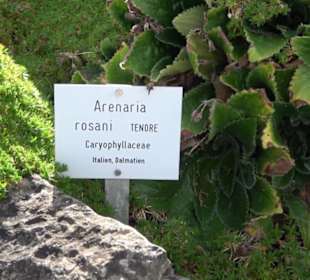 Arenaria
rosani TENORE
Caryophyllaceae
Italien, Dalmatien